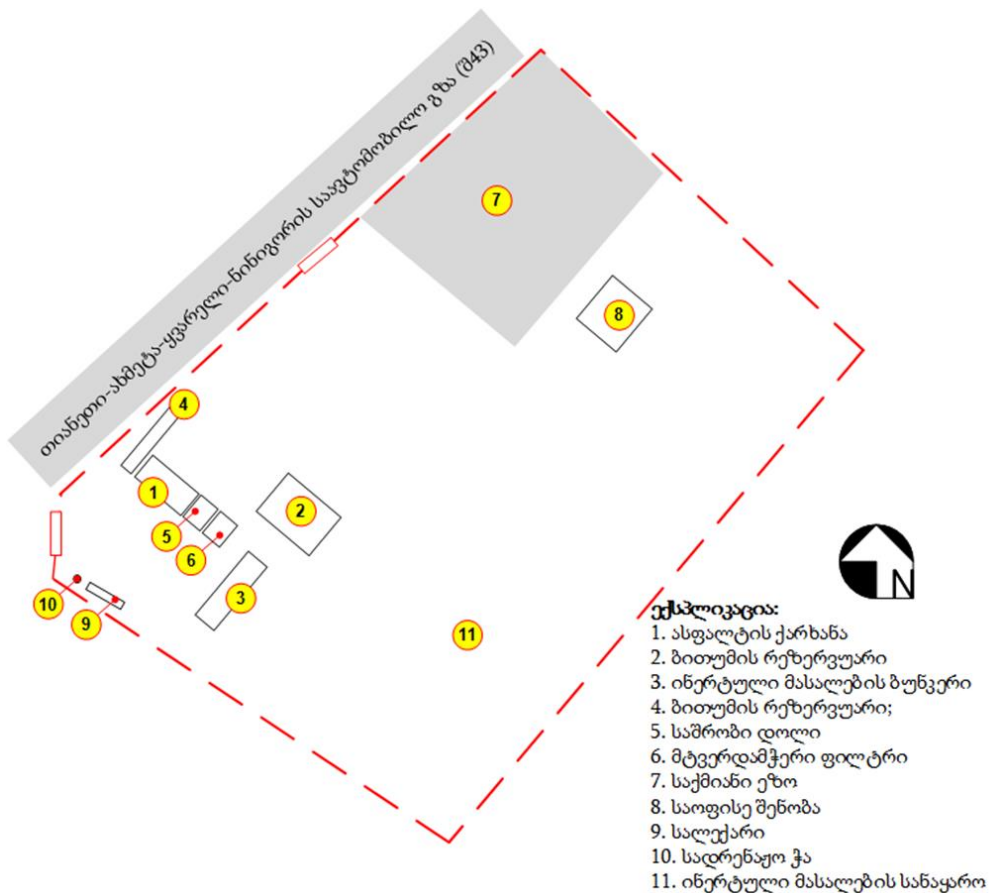 თიანეთი-ახმეტა-ყვარელი-ნინიგორის საავტომობილო გზა (შ43)
7
8
4
1
2
5
6
3
10
9
11
N
ექსპლიკაცია:
1. ასფალტის ქარხანა
2. ბითუმის რეზერვუარი
3. ინერტული მასალების ბუნკერი
4. ბითუმის რეზერვუარი;
5. საშრობი დოლი
6. მტვერდამჭერი ფილტრი
7. საქმიანი ეზო
8. საოფისე შენობა
9. სალექარი
10. სადრენაჟო ჭა
11. ინერტული მასალების სანაყარო